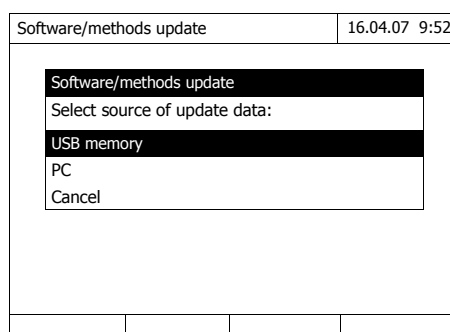 Software/methods update 16.04.07 9:52
Software/methods update
Select source of update data:
USB memory
PC
Cancel